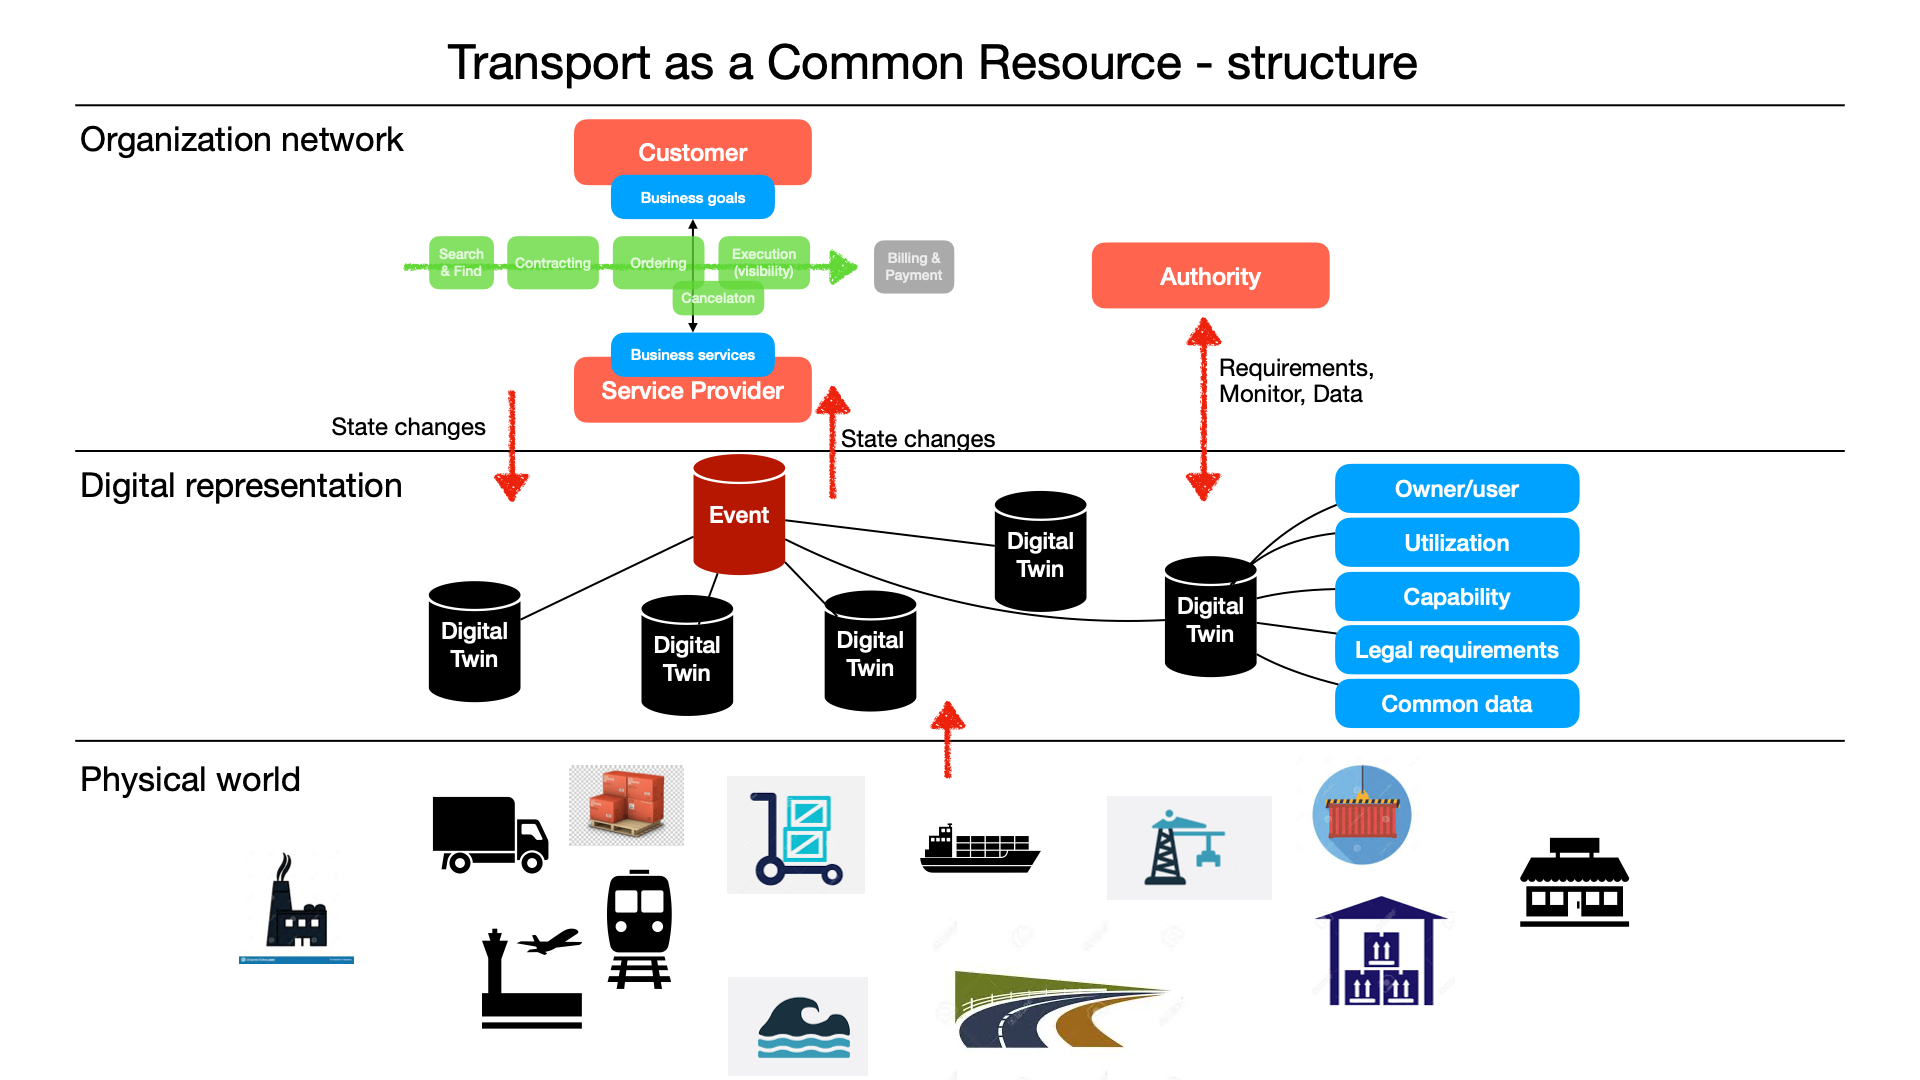 Transport as a Common Resource - structure
Organization network
Customer
Business goals
Search
& Find
Contracting
Ordering
Execution
(visibility)
Cancelaton
Billing &
Payment
Authority
Business services
Service Provider
Requirements,
Monitor, Data
State changes
State changes
Digital representation
Event
Digital
Twin
Digital
Twin
Digital
Twin
Digital
Twin
Digital
Twin
Owner/user
Utilization
Capability
Legal requirements
Common data
Physical world